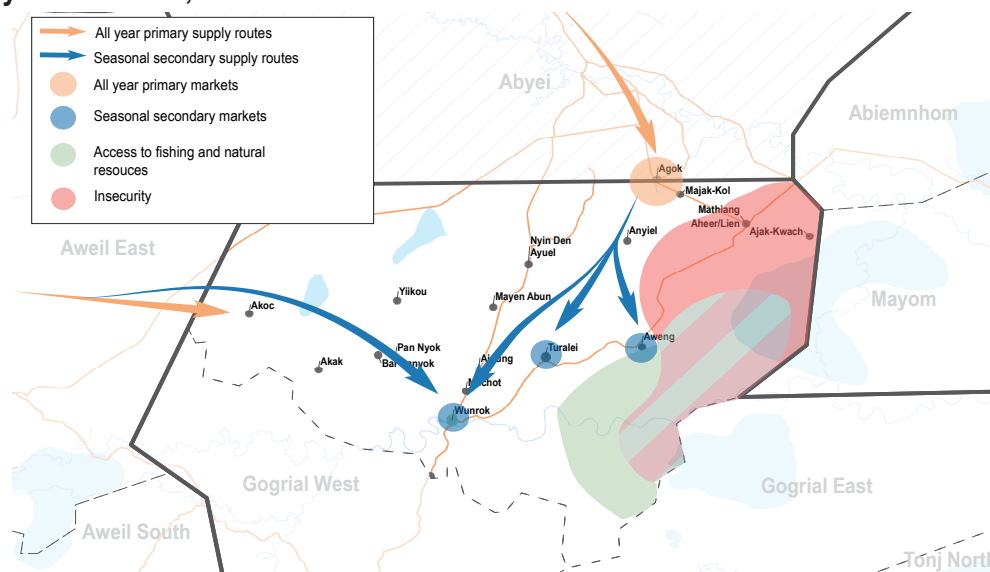 All year primary supply routes
Seasonal secondary supply routes
All year primary markets
Seasonal secondary markets
Access to fishing and natural
resouces
Insecurity
Abyei
Abiemnhom
Agok
Majak-Kol
Mathiang
Aheer/Lien
Ajak-Kwach
Anyiel
Aweil East
Nyin Den
Ayuel
Mayom
Yiikou
Mayen Abun
Akoc
Pan Nyok
Turalei
Aweng
Akak
Wunrok
Gogrial West
Gogrial East
Aweil South
Tonj North